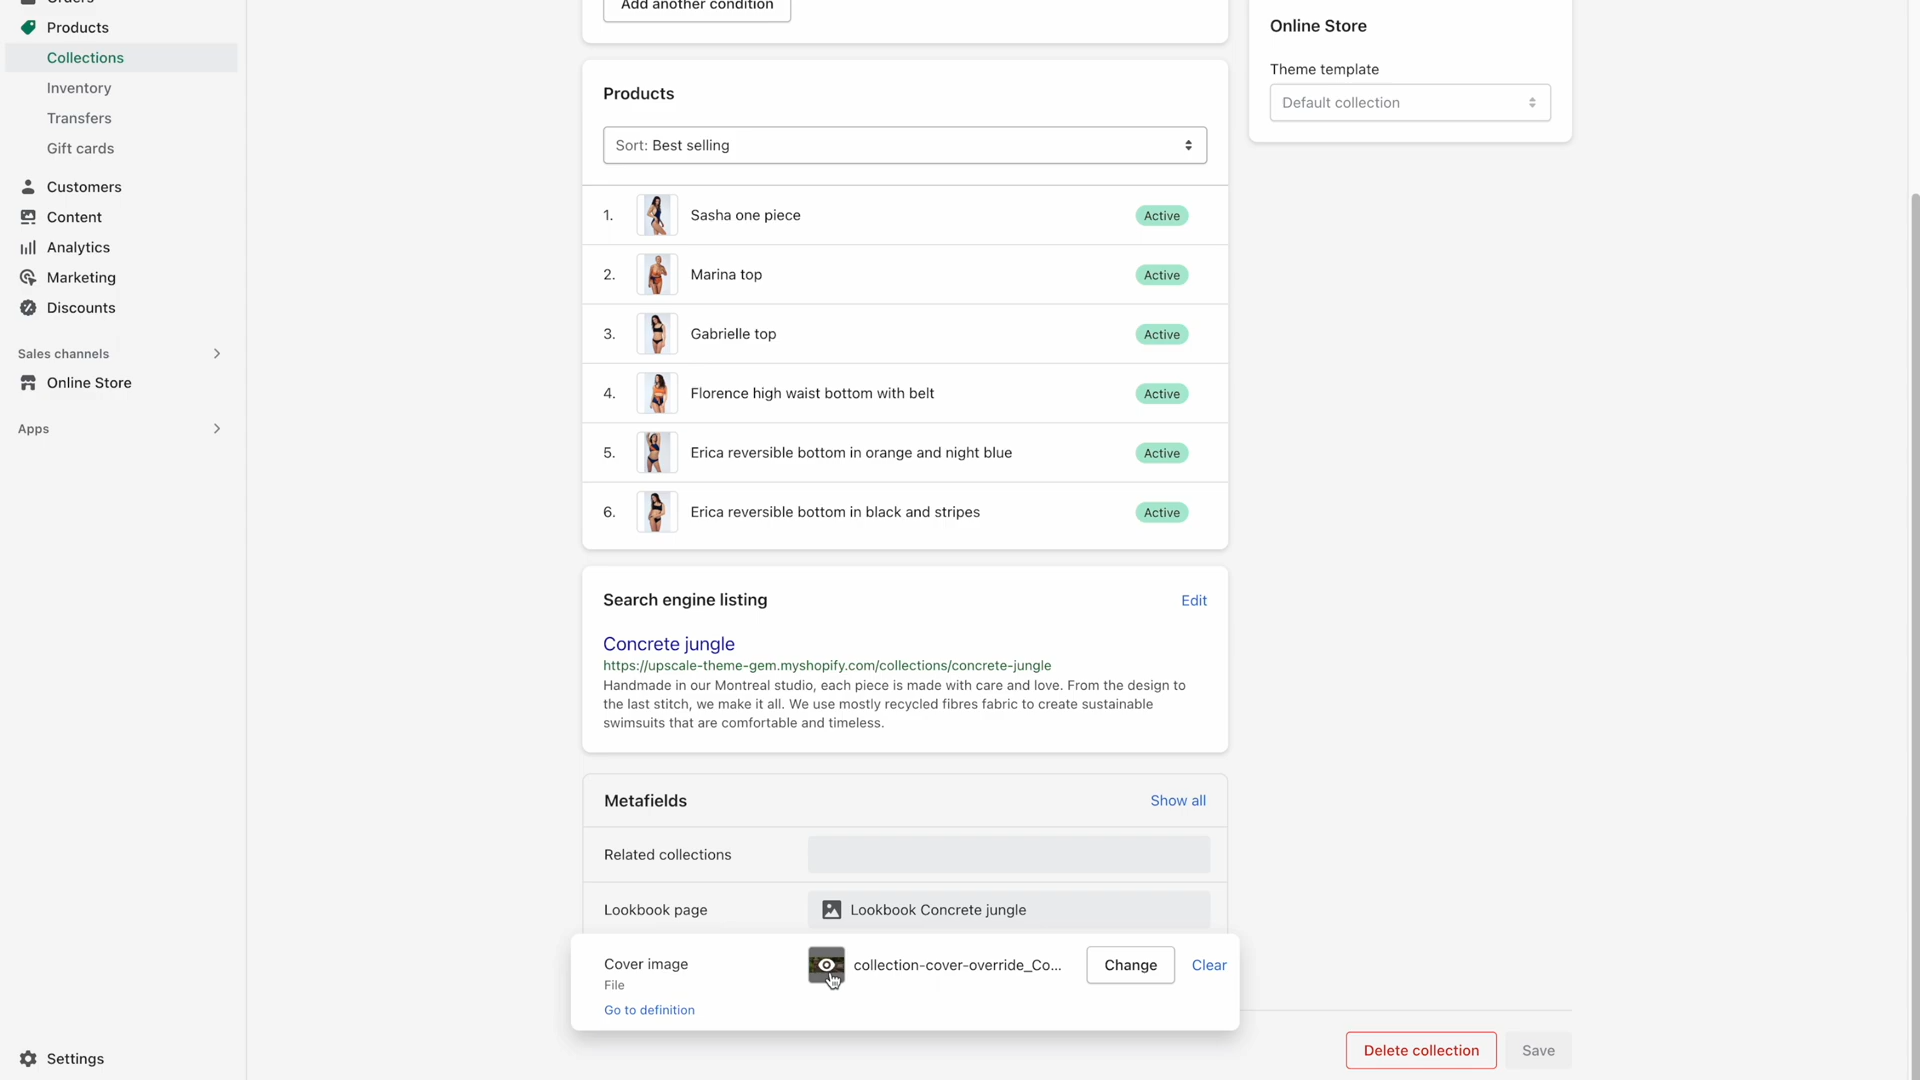 Orders
Add another condition
Products
Online Store
Collections
Theme template
Inventory
Products
Default collection
Transfers
Sort: Best selling
Gift cards
Customers
1. Sasha one piece Active
Content
Analytics
2. Marina top Active
Marketing
Discounts
3. Gabrielle top Active
Sales channels
Online Store
4. Florence high waist bottom with belt Active
Apps
5. Erica reversible bottom in orange and night blue Active
6. Erica reversible bottom in black and stripes Active
Search engine listing Edit
Concrete jungle
https://upscale-theme-gem.myshopify.com/collections/concrete-jungle
Handmade in our Montreal studio, each piece is made with care and love. From the design to
the last stitch, we make it all. We use mostly recycled fibres fabric to create sustainable
swimsuits that are comfortable and timeless.
Metafields Show all
Related collections
Lookbook page Lookbook Concrete jungle
Cover image collection-cover-override_Co... Change Clear
File
Go to definition
Settings
Delete collection Save